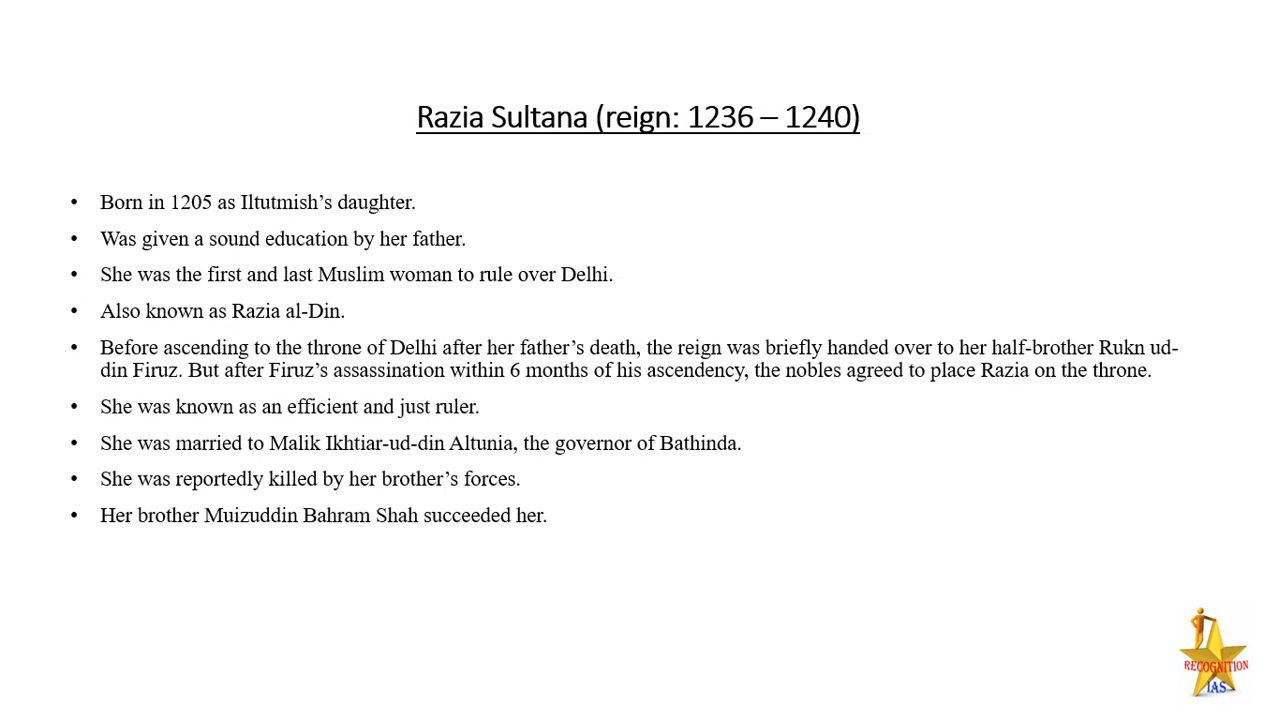 Razia Sultana (reign: 1236 – 1240)
• Born in 1205 as Iltutmish’s daughter.
• Was given a sound education by her father.
• She was the first and last Muslim woman to rule over Delhi.
• Also known as Razia al-Din.
• Before ascending to the throne of Delhi after her father’s death, the reign was briefly handed over to her half-brother Rukn ud-
din Firuz. But after Firuz’s assassination within 6 months of his ascendency, the nobles agreed to place Razia on the throne.
• She was known as an efficient and just ruler.
• She was married to Malik Ikhtiar-ud-din Altunia, the governor of Bathinda.
• She was reportedly killed by her brother’s forces.
• Her brother Muizuddin Bahram Shah succeeded her.
RECOGNITION
IAS